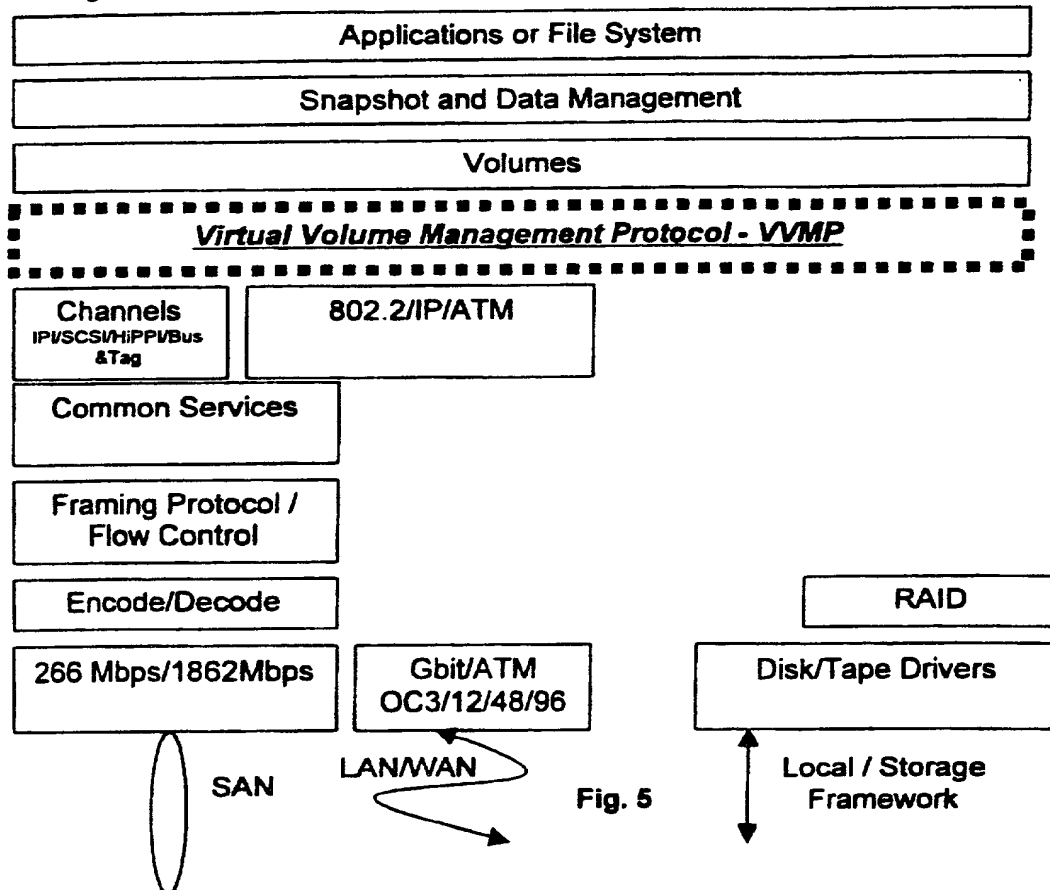 Applications or File System
Snapshot and Data Management
Volumes
Virtual Volume Management Protocol - VVMP
Channels
IPI/SCSI/HiPPI/Bus
&Tag
802.2/IP/ATM
Common Services
Framing Protocol /
Flow Control
Encode/Decode
RAID
266 Mbps/1862Mbps
Gbit/ATM
OC3/12/48/96
Disk/Tape Drivers
SAN
LAN/WAN
Local / Storage
Framework
Fig. 5